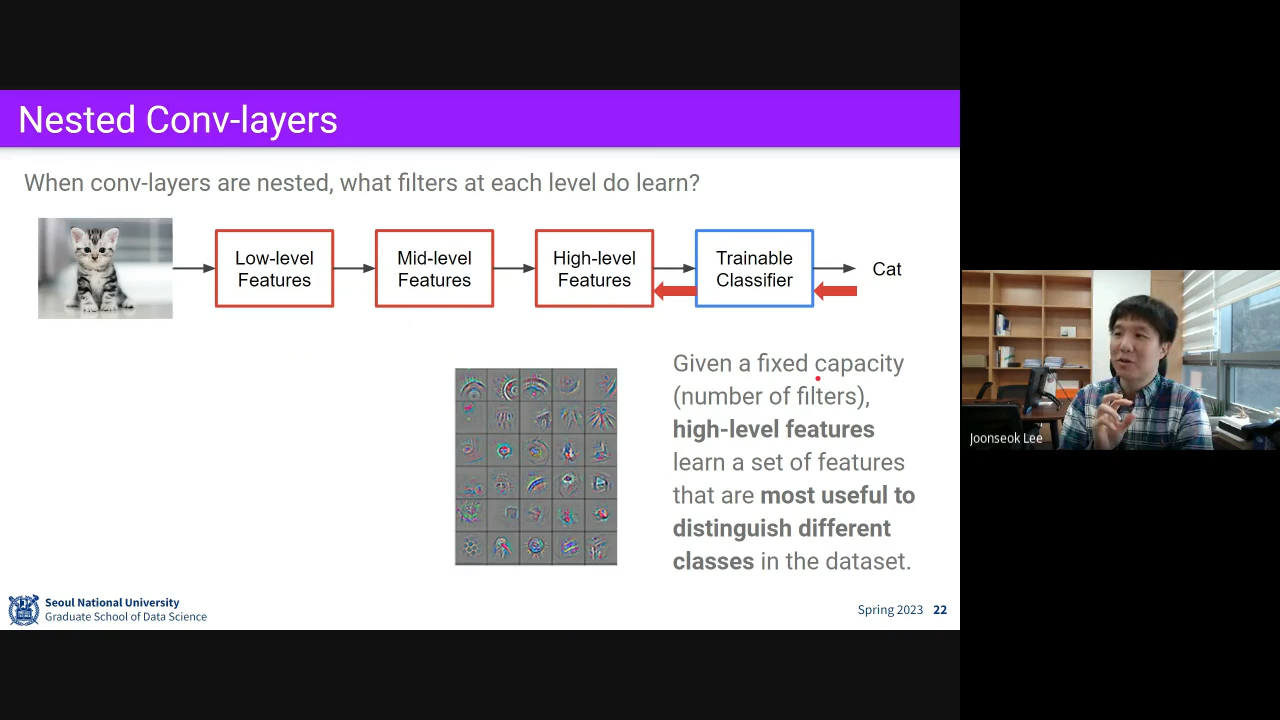 Nested Conv-layers
When conv-layers are nested, what filters at each level do learn?
Low-level
Features
Mid-level
Features
High-level
Features
Trainable
Classifier
Cat
Given a fixed capacity
(number of filters),
high-level features
learn a set of features
that are most useful to
distinguish different
classes in the dataset.
Joonseok Lee
Seoul National University
Graduate School of Data Science
Spring 2023 22